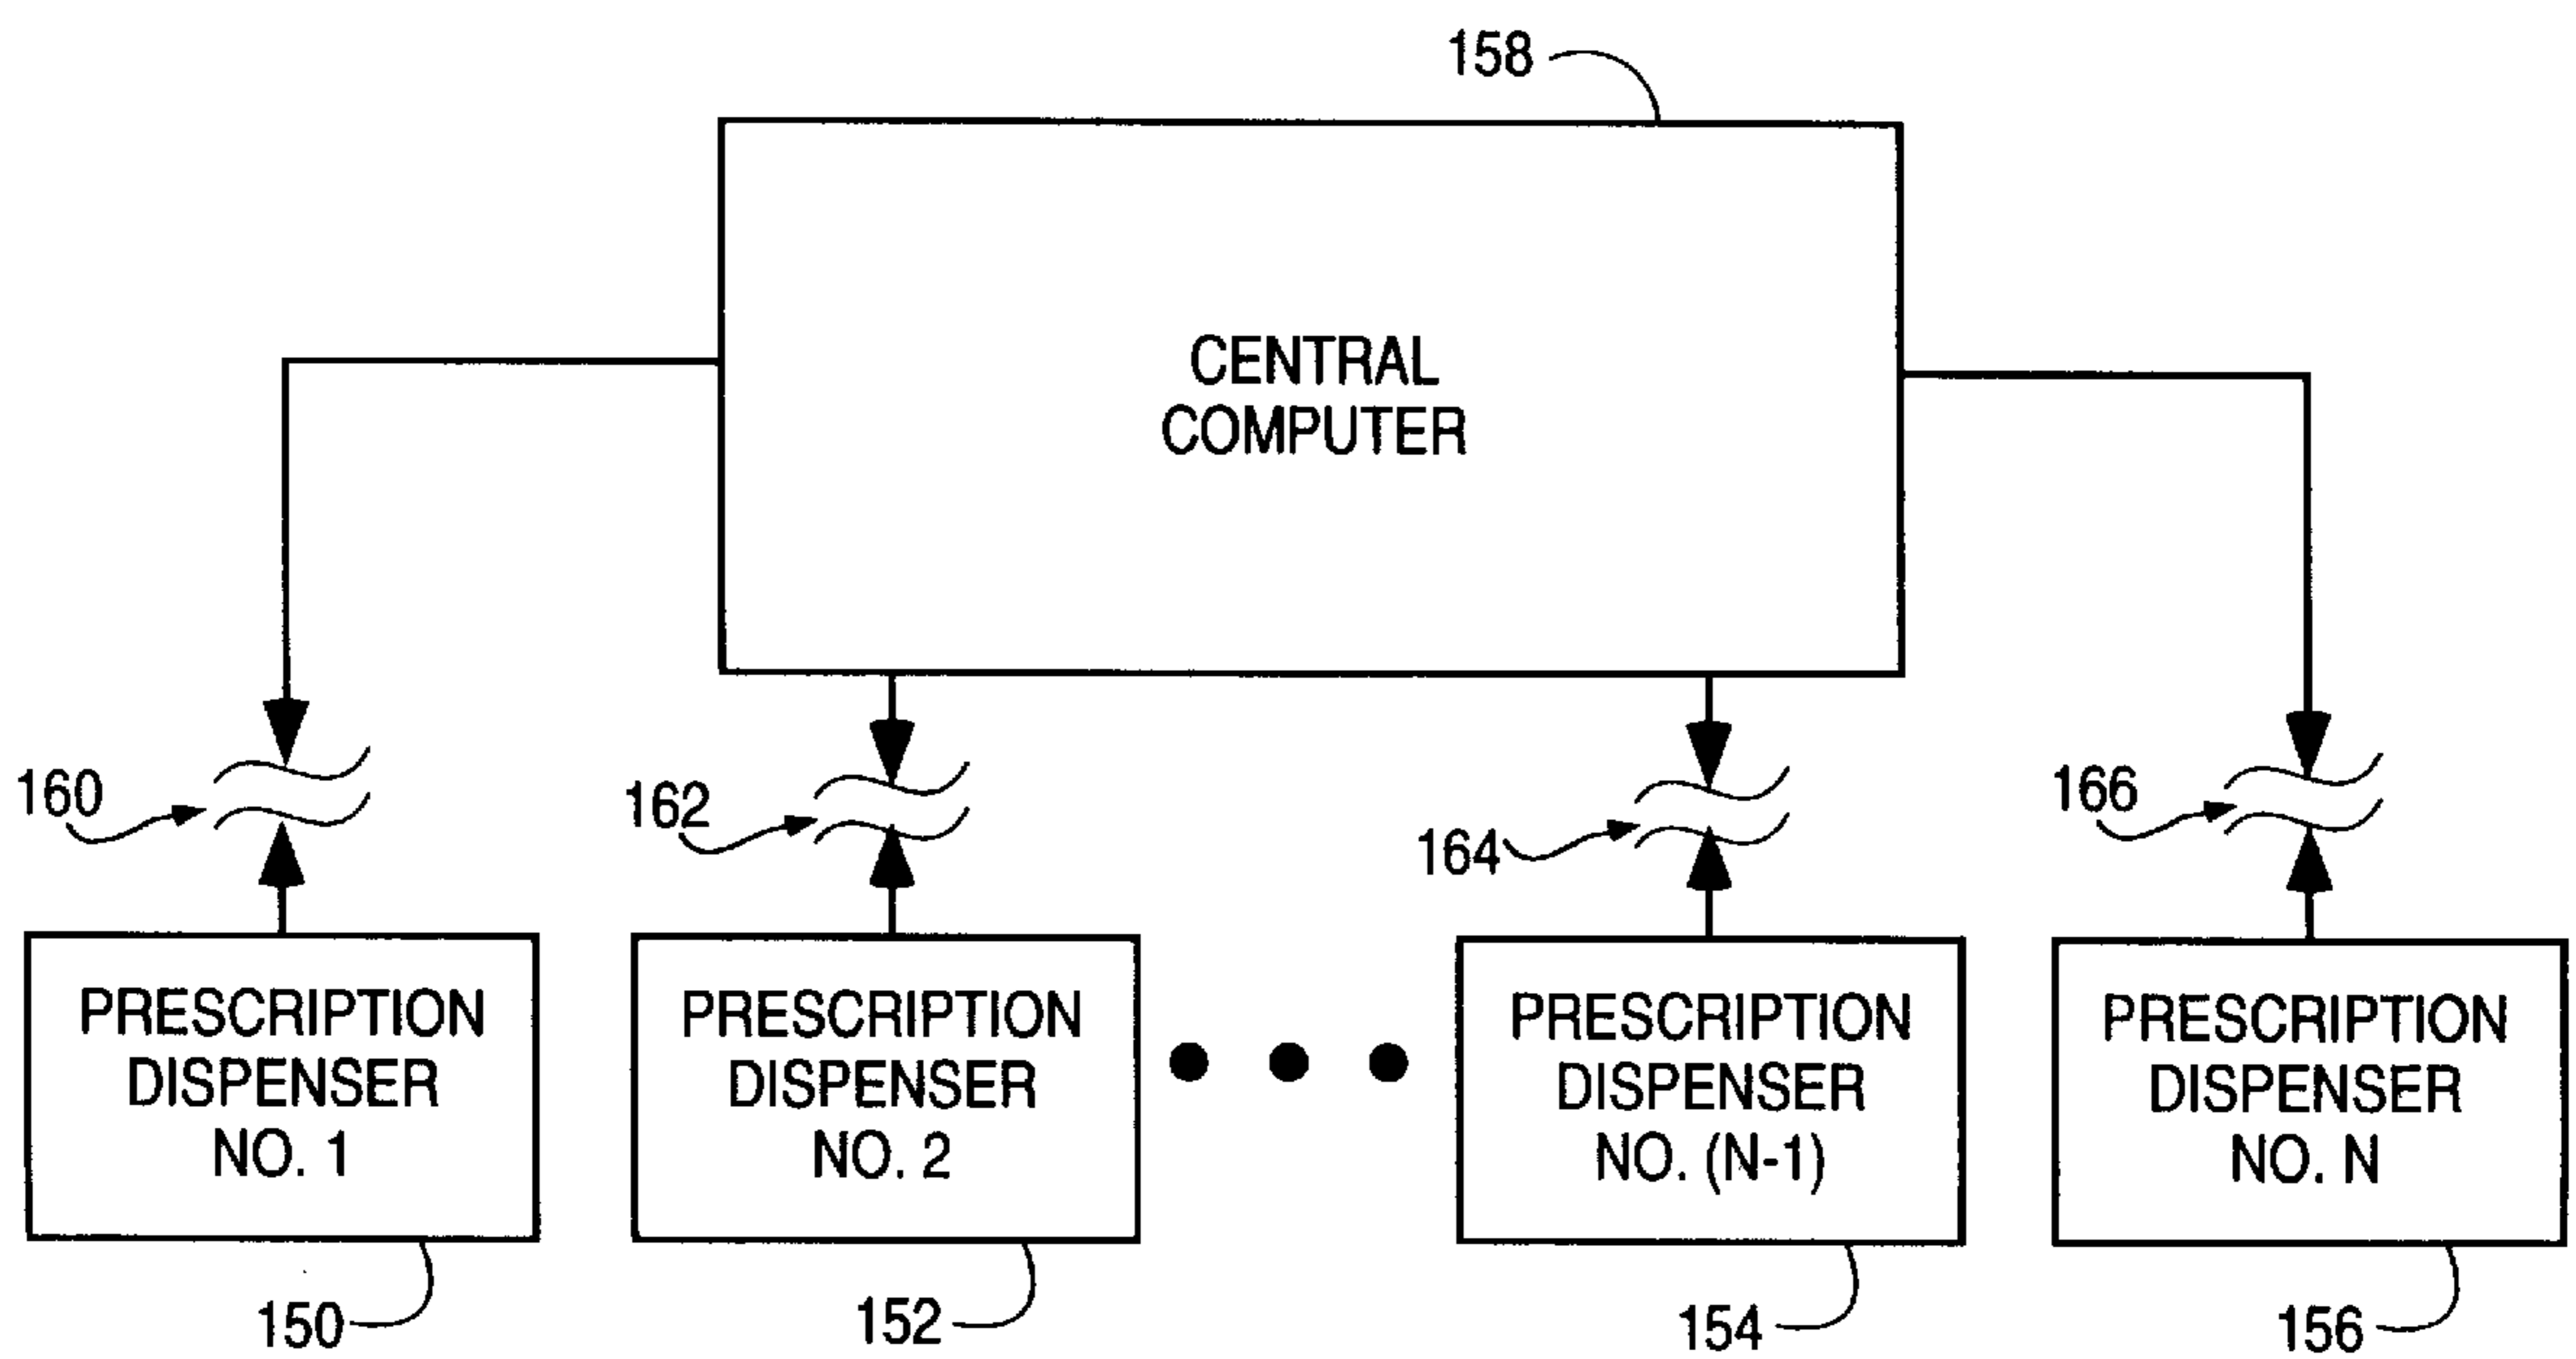 158
CENTRAL
COMPUTER
160
162
164
166
PRESCRIPTION
DISPENSER
NO. 1
PRESCRIPTION
DISPENSER
NO. 2
PRESCRIPTION
DISPENSER
NO. (N-1)
PRESCRIPTION
DISPENSER
NO. N
150
152
154
156